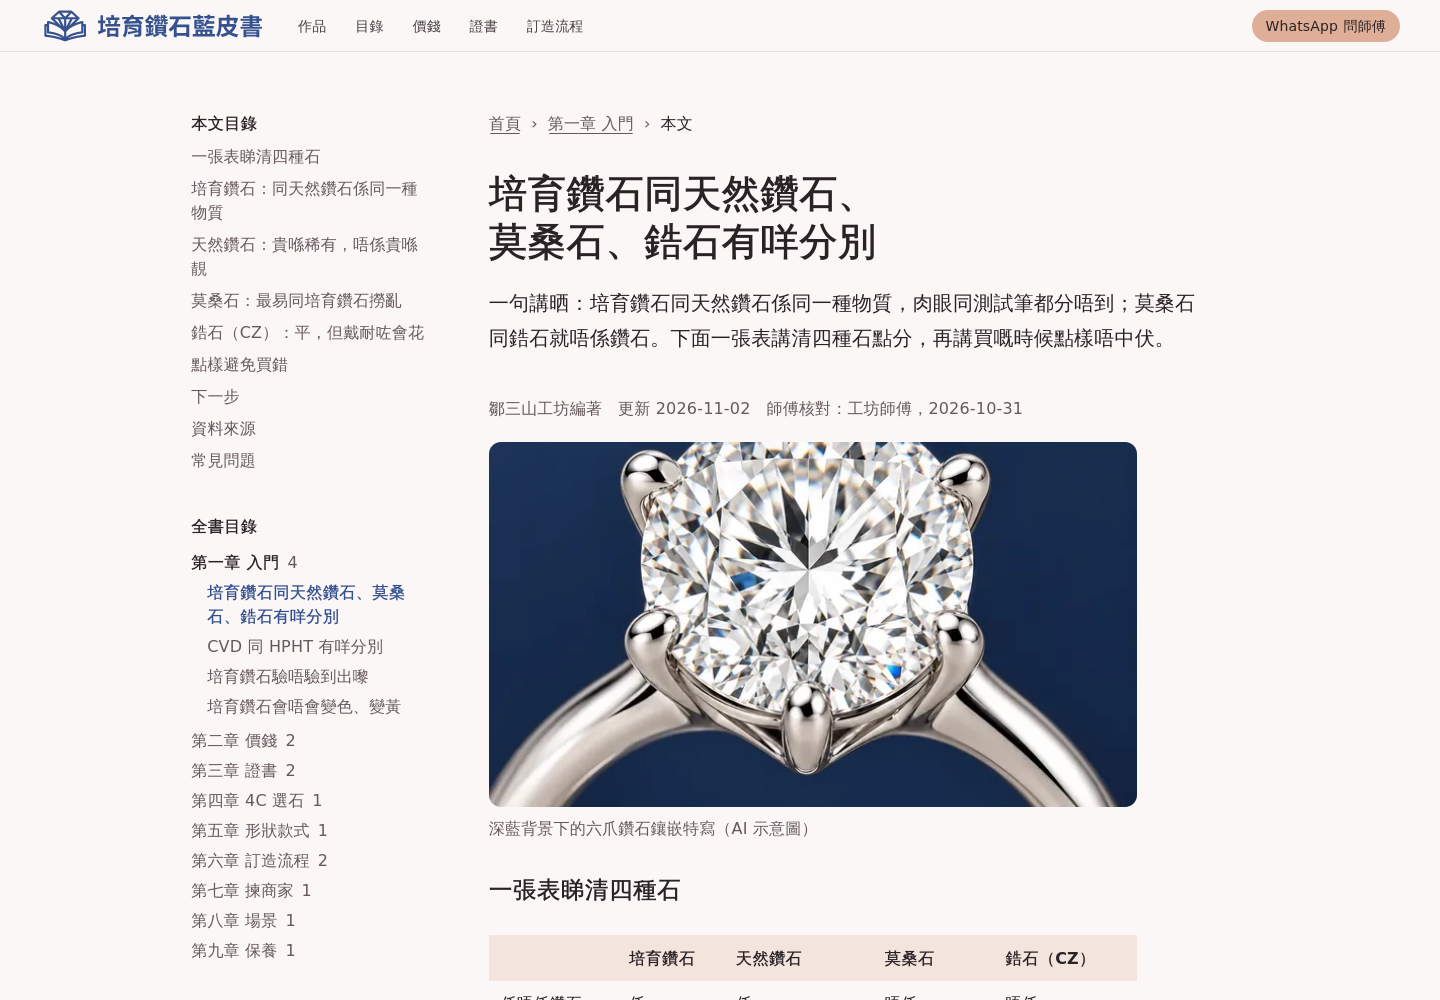 培育鑽石藍皮書
作品
目錄
價錢
證書
訂造流程
WhatsApp 問師傅
本文目錄
一張表睇清四種石
培育鑽石：同天然鑽石係同一種
物質
天然鑽石：貴喺稀有，唔係貴喺
靚
莫桑石：最易同培育鑽石撈亂
鋯石（CZ）：平，但戴耐咗會花
點樣避免買錯
下一步
資料來源
常見問題
全書目錄
第一章 入門 4
培育鑽石同天然鑽石、莫桑
石、鋯石有咩分別
CVD 同 HPHT 有咩分別
培育鑽石驗唔驗到出嚟
培育鑽石會唔會變色、變黃
第二章 價錢 2
第三章 證書 2
第四章 4C 選石 1
第五章 形狀款式 1
第六章 訂造流程 2
第七章 揀商家 1
第八章 場景 1
第九章 保養 1
首頁 › 第一章 入門 › 本文
培育鑽石同天然鑽石、
莫桑石、鋯石有咩分別
一句講晒：培育鑽石同天然鑽石係同一種物質，肉眼同測試筆都分唔到；莫桑石
同鋯石就唔係鑽石。下面一張表講清四種石點分，再講買嘅時候點樣唔中伏。
鄒三山工坊編著 更新 2026-11-02 師傅核對：工坊師傅，2026-10-31
深藍背景下的六爪鑽石鑲嵌特寫（AI 示意圖）
一張表睇清四種石
培育鑽石 天然鑽石 莫桑石 鋯石（CZ）